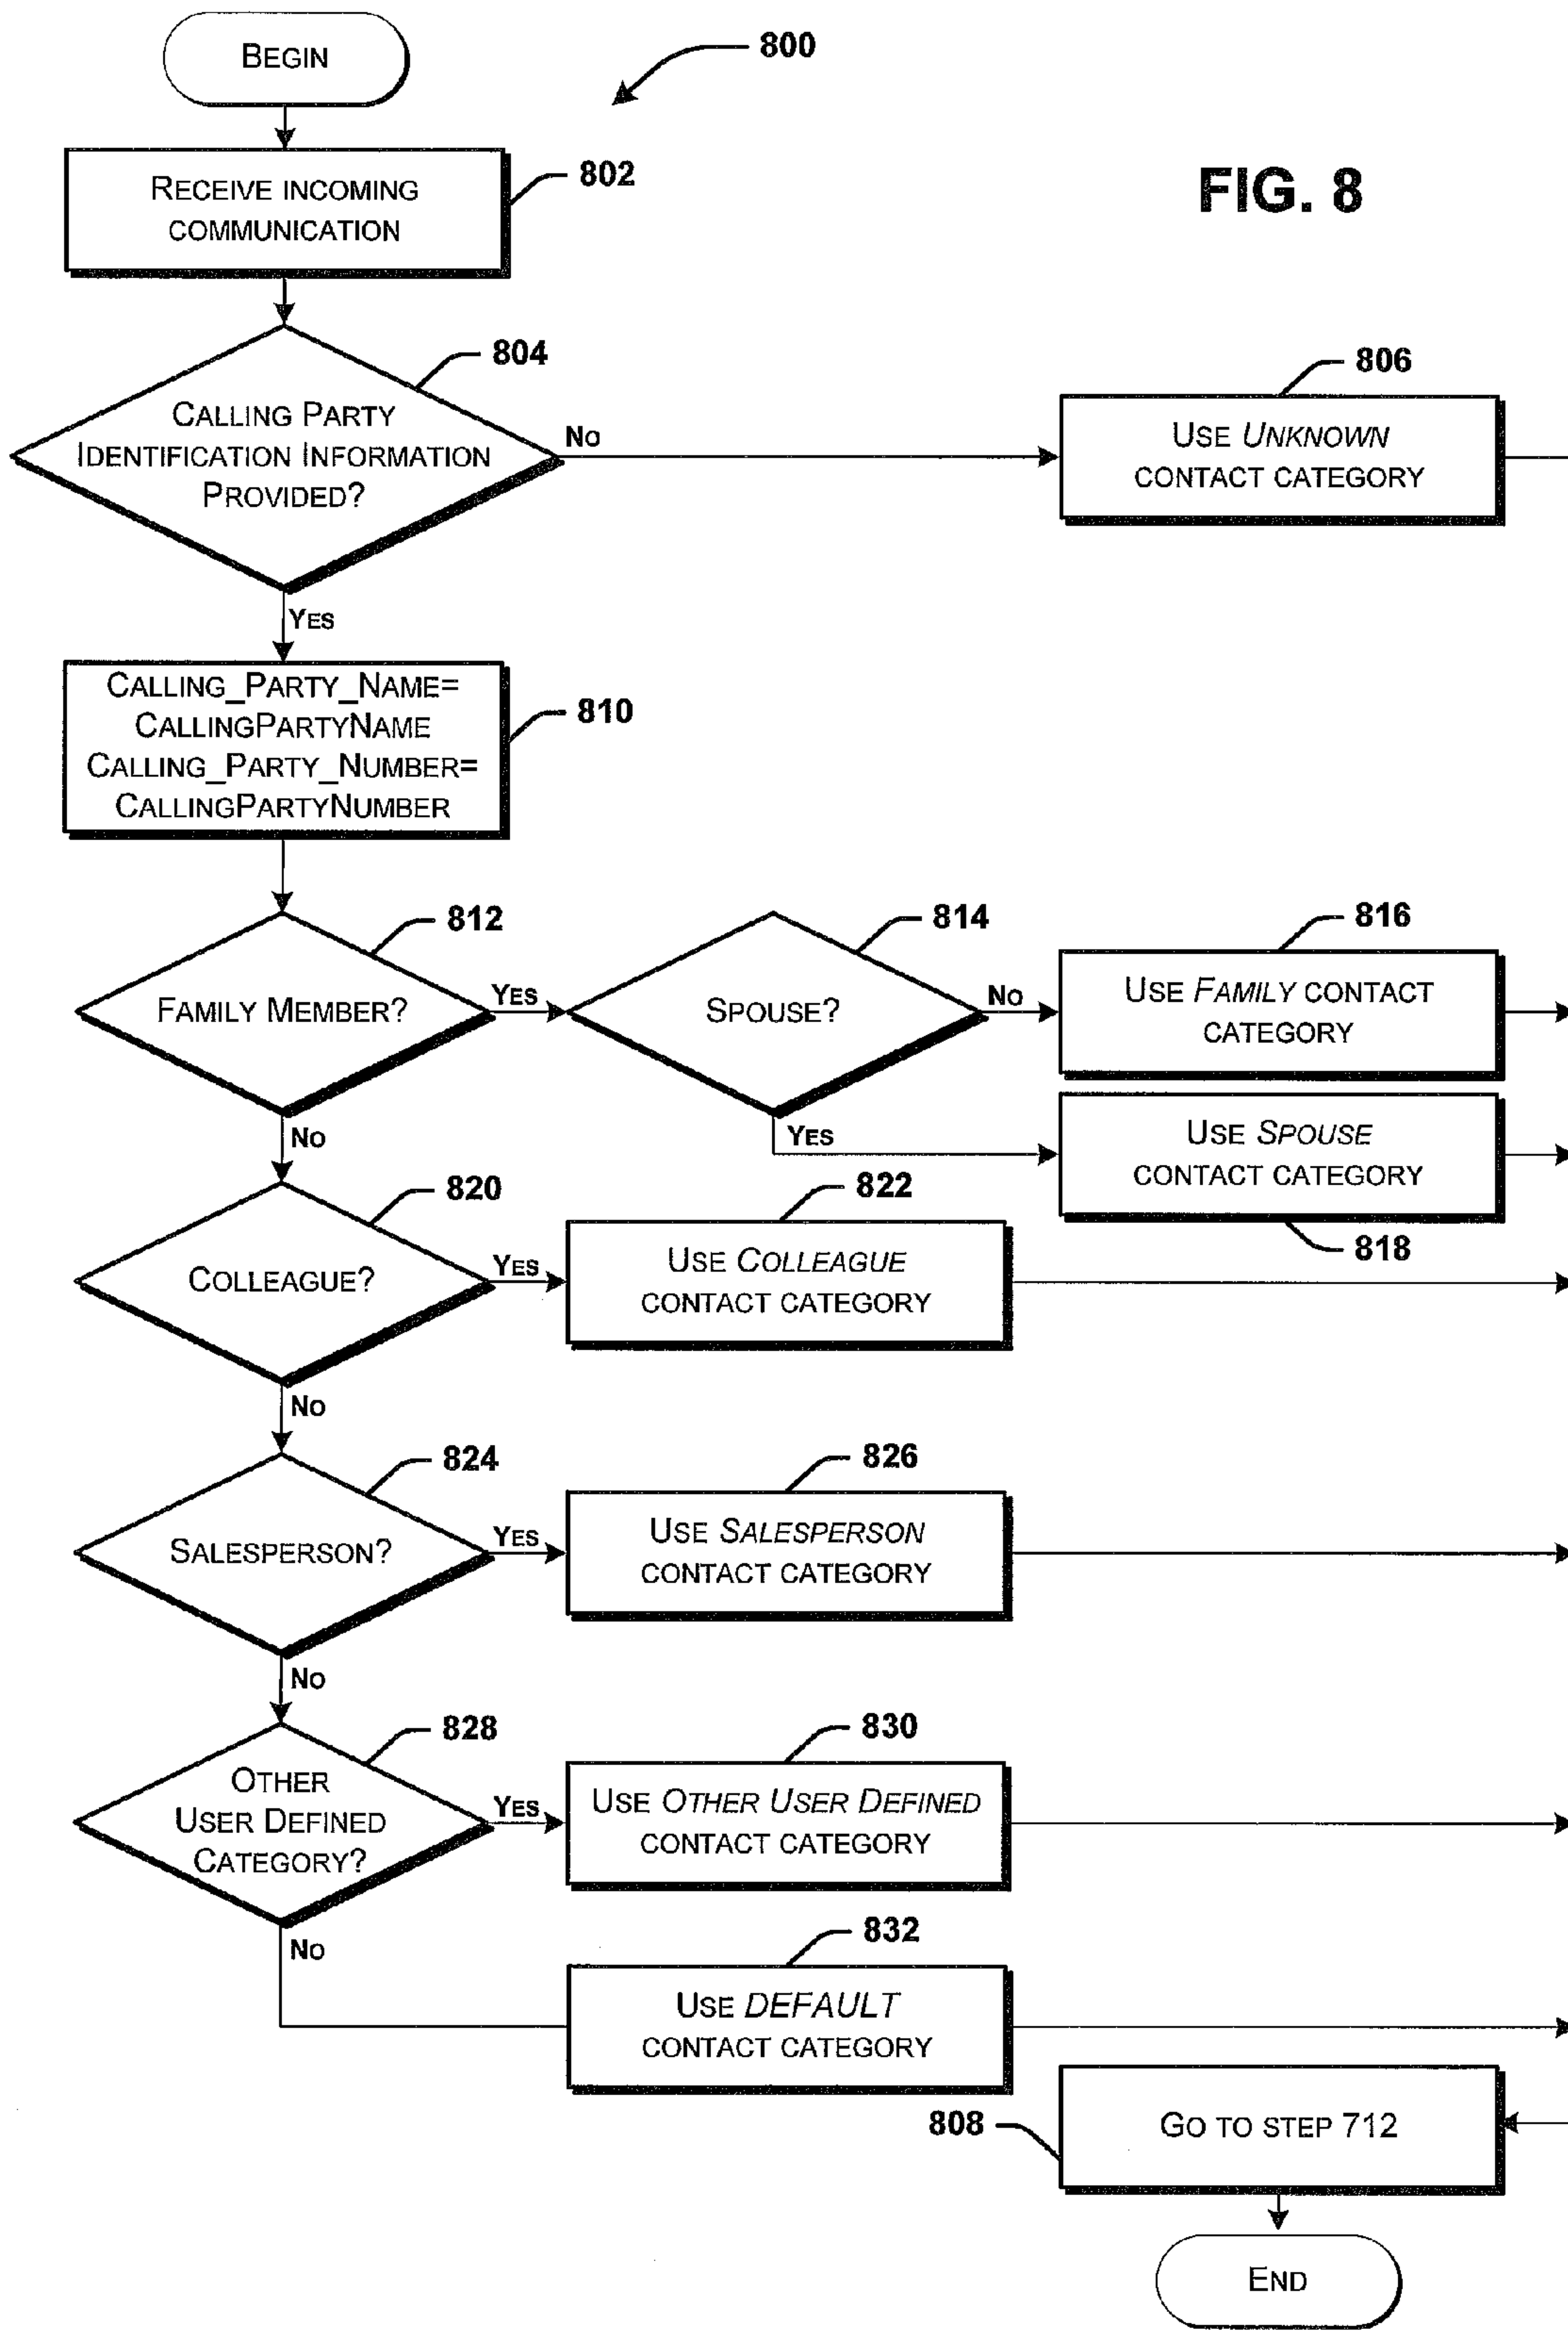 BEGIN
800
FIG. 8
RECEIVE INCOMING
COMMUNICATION
802
804
CALLING PARTY
IDENTIFICATION INFORMATION
PROVIDED?
NO
806
USE UNKNOWN
CONTACT CATEGORY
YES
CALLING_PARTY_NAME=
CALLINGPARTYNAME
CALLING_PARTY_NUMBER=
CALLINGPARTYNUMBER
810
812
FAMILY MEMBER?
YES
814
SPOUSE?
NO
816
USE FAMILY CONTACT
CATEGORY
YES
USE SPOUSE
CONTACT CATEGORY
818
NO
820
COLLEAGUE?
YES
822
USE COLLEAGUE
CONTACT CATEGORY
NO
824
SALESPERSON?
YES
826
USE SALESPERSON
CONTACT CATEGORY
NO
828
OTHER
USER DEFINED
CATEGORY?
YES
830
USE OTHER USER DEFINED
CONTACT CATEGORY
NO
832
USE DEFAULT
CONTACT CATEGORY
808
GO TO STEP 712
END